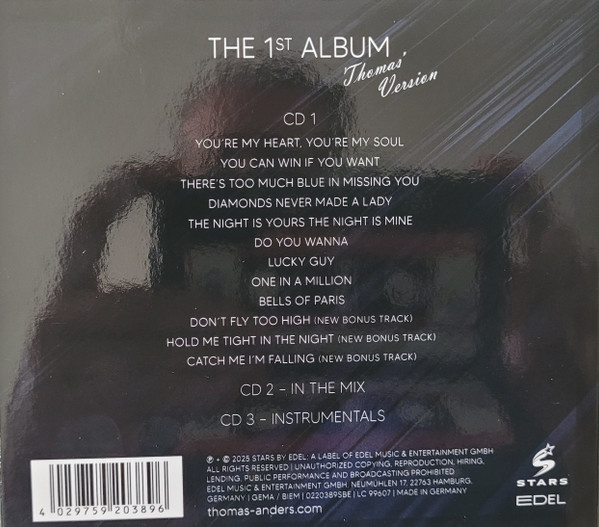 THE 1ST ALBUM
'Thomas' Version
CD 1
YOU'RE MY HEART, YOU'RE MY SOUL
YOU CAN WIN IF YOU WANT
THERE'S TOO MUCH BLUE IN MISSING YOU
DIAMONDS NEVER MADE A LADY
THE NIGHT IS YOURS THE NIGHT IS MINE
DO YOU WANNA
LUCKY GUY
ONE IN A MILLION
BELLS OF PARIS
DON'T FLY TOO HIGH (NEW BONUS TRACK)
HOLD ME TIGHT IN THE NIGHT (NEW BONUS TRACK)
CATCH ME I'M FALLING (NEW BONUS TRACK)
CD 2 – IN THE MIX
CD 3 – INSTRUMENTALS
℗ + © 2025 STARS BY EDEL: A LABEL OF EDEL MUSIC & ENTERTAINMENT GMBH
ALL RIGHTS RESERVED | UNAUTHORIZED COPYING, REPRODUCTION, HIRING,
LENDING, PUBLIC PERFORMANCE AND BROADCASTING PROHIBITED
EDEL MUSIC & ENTERTAINMENT GMBH. NEUMÜHLEN 17, 22763 HAMBURG,
GERMANY | GEMA / BIEM | 0220389SBE | LC 99607 | MADE IN GERMANY
thomas-anders.com
4 029759 203896
STARS
EDEL